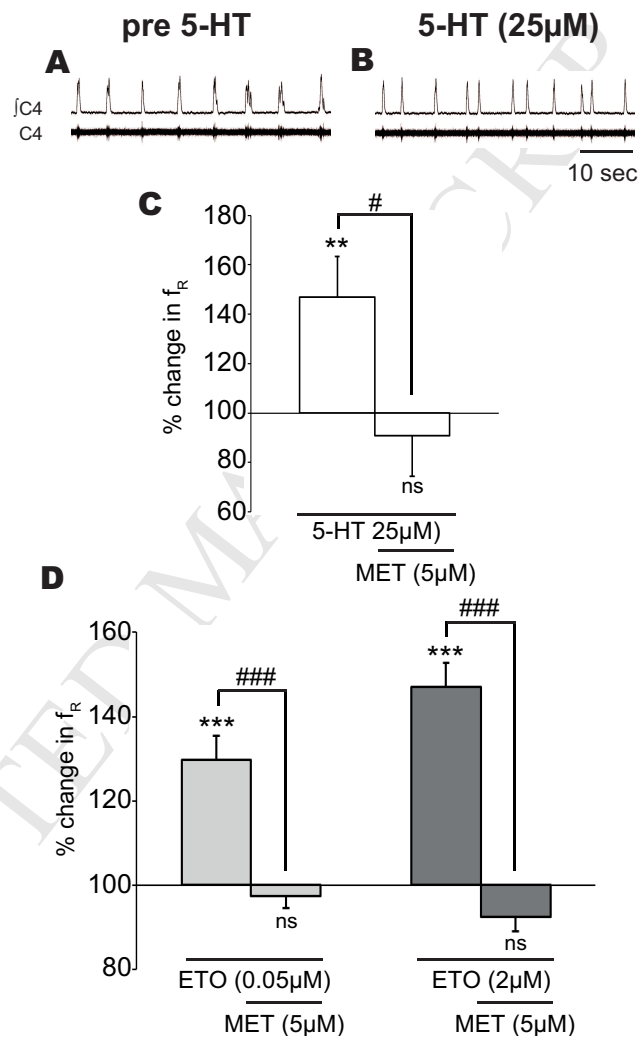 pre 5-HT 5-HT (25µM)
A B
∫C4
C4
10 sec
C
180
160
140
120
100
80
60
% change in fR
**
#
ns
5-HT 25µM)
MET (5µM)
D
160
140
120
100
80
% change in fR
***
###
ns
***
###
ns
ETO (0.05µM) ETO (2µM)
MET (5µM) MET (5µM)